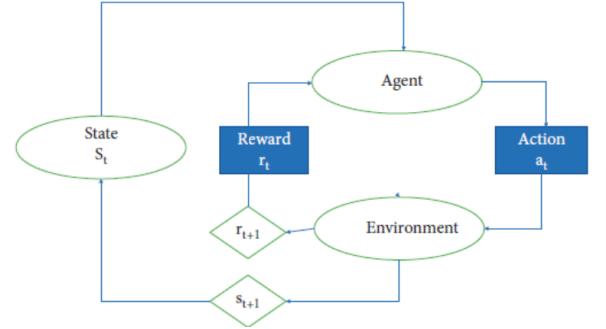 Agent
State
Sₜ
Reward
rₜ
Action
aₜ
Environment
rₜ₊₁
sₜ₊₁